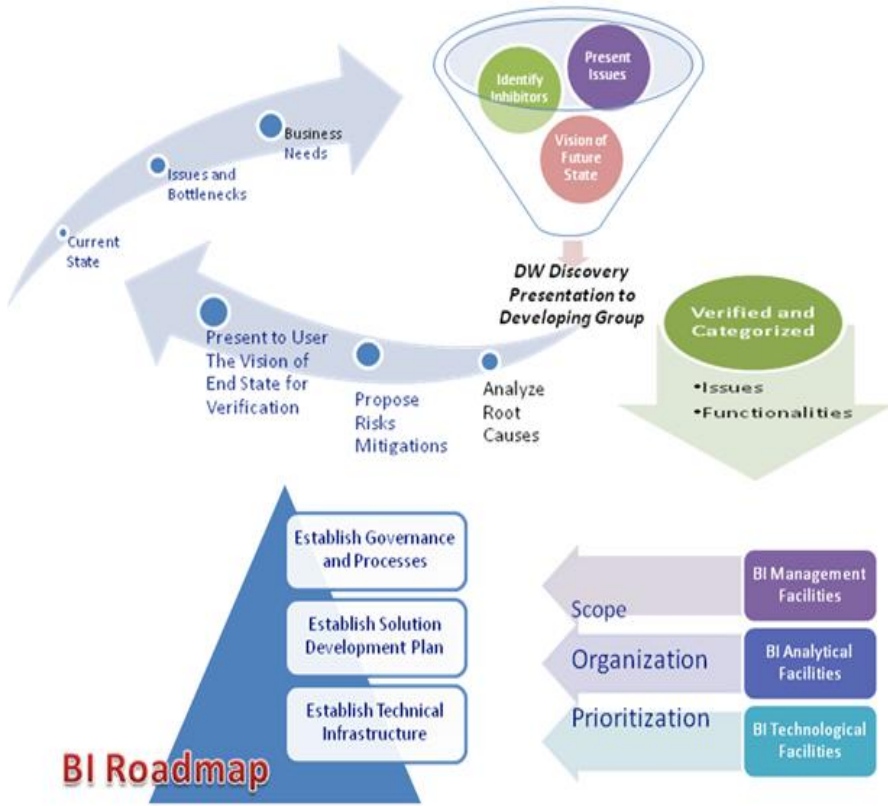 Present
Issues
Identify
Inhibitors
Vision of
Future
State
Business
Needs
Issues and
Bottlenecks
Current
State
DW Discovery
Presentation to
Developing Group
Verified and
Categorized
•Issues
•Functionalities
Present to User
The Vision of
End State for
Verification
Propose
Risks
Mitigations
Analyze
Root
Causes
Establish Governance
and Processes
Establish Solution
Development Plan
Establish Technical
Infrastructure
BI Roadmap
Scope
Organization
Prioritization
BI Management
Facilities
BI Analytical
Facilities
BI Technological
Facilities